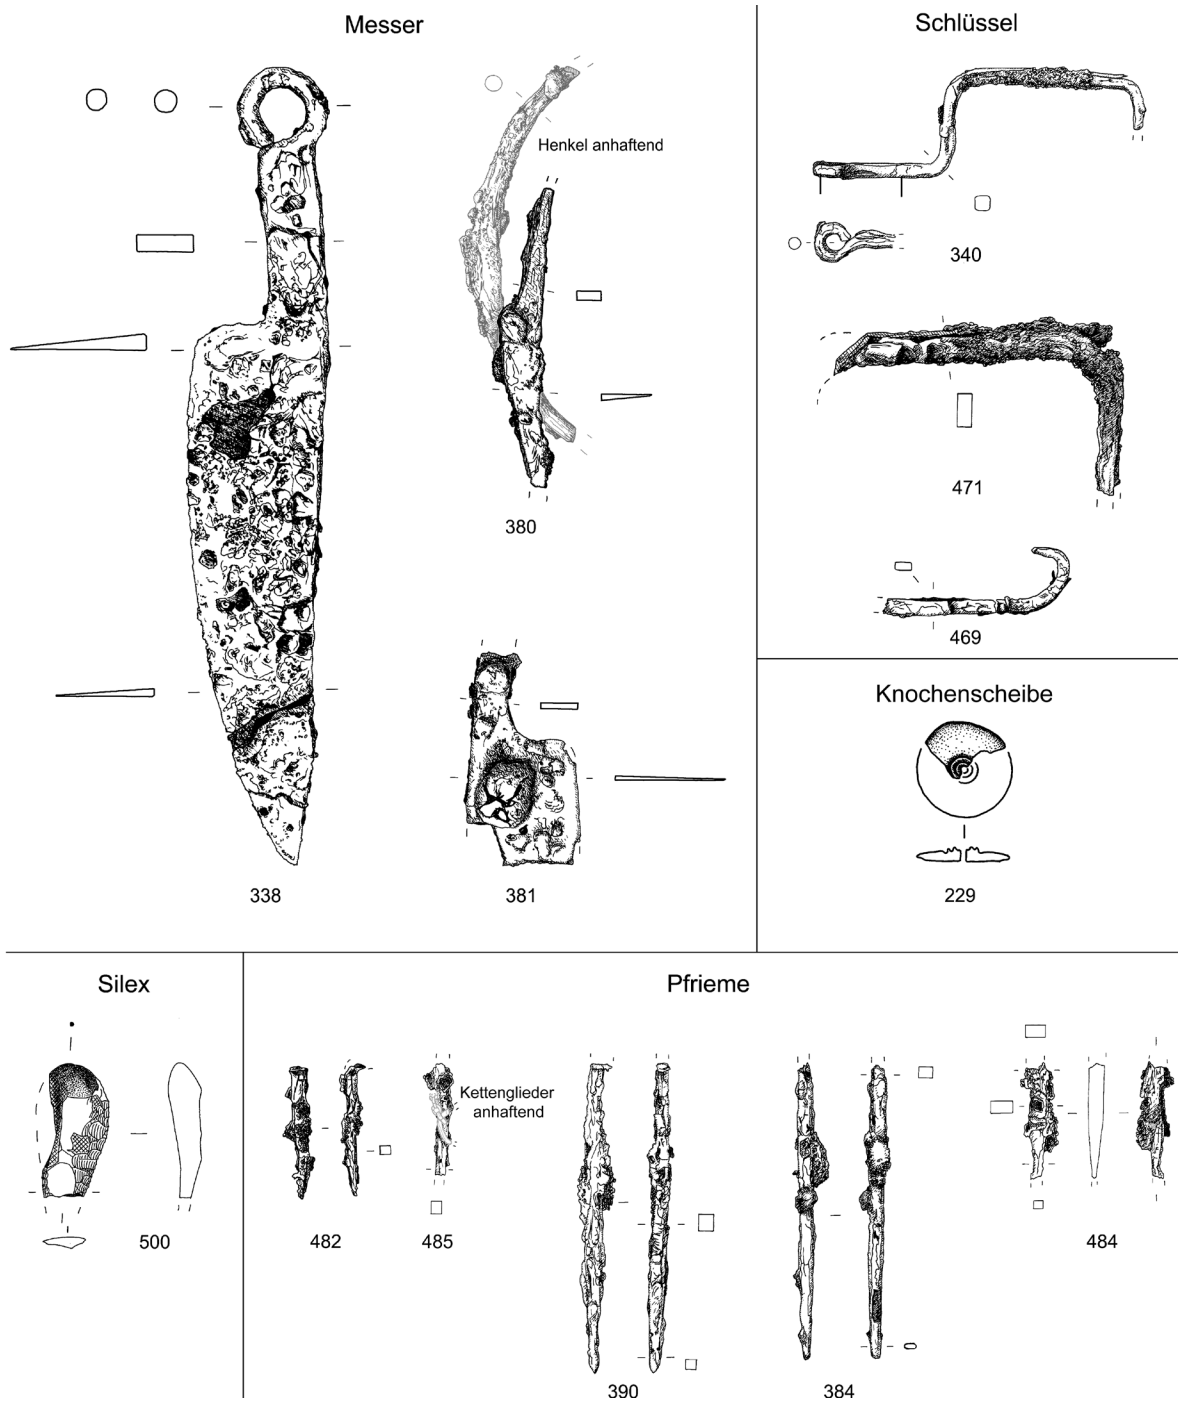 Messer
Henkel anhaftend
380
338
381
Schlüssel
340
471
469
Knochenscheibe
229
Silex
500
Pfrieme
Kettenglieder
anhaftend
482
485
390
384
484